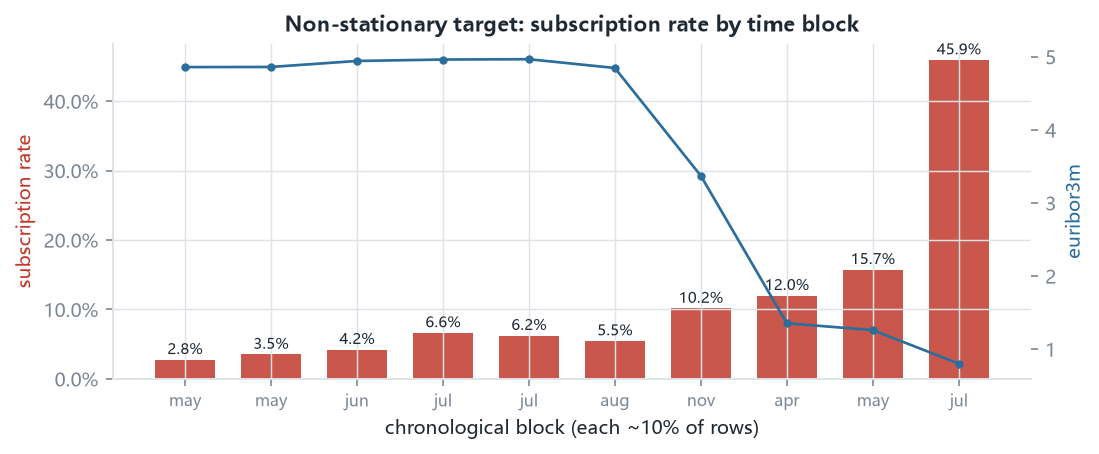 Non-stationary target: subscription rate by time block
subscription rate
40.0%
30.0%
20.0%
10.0%
0.0%
2.8%
3.5%
4.2%
6.6%
6.2%
5.5%
10.2%
12.0%
15.7%
45.9%
5
4
3
2
1
euribor3m
may
may
jun
jul
jul
aug
nov
apr
may
jul
chronological block (each ~10% of rows)